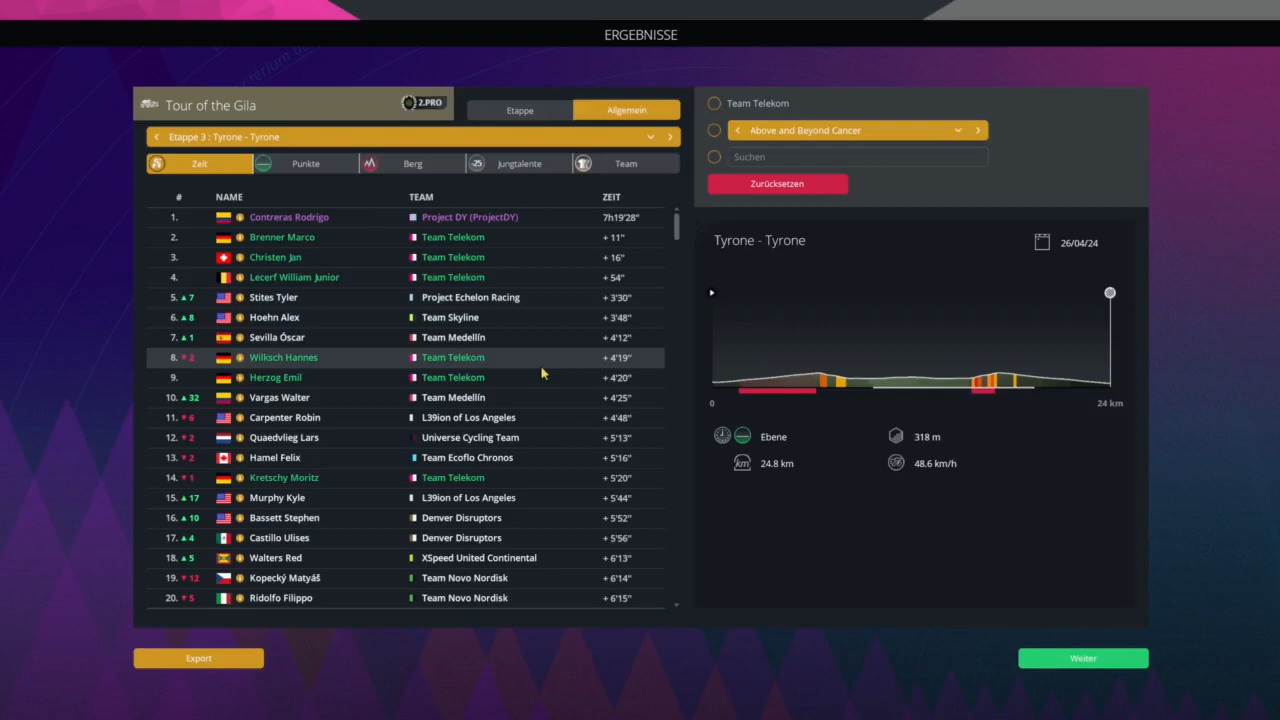 ERGEBNISSE
Tour of the Gila
2.PRO
Etappe Allgemein
Etappe 3 : Tyrone - Tyrone
Zeit Punkte Berg -25 Jungtalente Team
# NAME TEAM ZEIT
1. Contreras Rodrigo Project DY (ProjectDY) 7h19'28"
2. Brenner Marco Team Telekom + 11"
3. Christen Jan Team Telekom + 16"
4. Lecerf William Junior Team Telekom + 54"
5. ▲ 7 Stites Tyler Project Echelon Racing + 3'30"
6. ▲ 8 Hoehn Alex Team Skyline + 3'48"
7. ▲ 1 Sevilla Óscar Team Medellín + 4'12"
8. ▼ 2 Wilksch Hannes Team Telekom + 4'19"
9. Herzog Emil Team Telekom + 4'20"
10. ▲ 32 Vargas Walter Team Medellín + 4'25"
11. ▼ 6 Carpenter Robin L39ion of Los Angeles + 4'48"
12. ▼ 2 Quaedvlieg Lars Universe Cycling Team + 5'13"
13. ▼ 2 Hamel Felix Team Ecoflo Chronos + 5'16"
14. ▼ 1 Kretschy Moritz Team Telekom + 5'20"
15. ▲ 17 Murphy Kyle L39ion of Los Angeles + 5'44"
16. ▲ 10 Bassett Stephen Denver Disruptors + 5'52"
17. ▲ 4 Castillo Ulises Denver Disruptors + 5'56"
18. ▲ 5 Walters Red XSpeed United Continental + 6'13"
19. ▼ 12 Kopecký Matyáš Team Novo Nordisk + 6'14"
20. ▼ 5 Ridolfo Filippo Team Novo Nordisk + 6'15"
Export
Team Telekom
Above and Beyond Cancer
Suchen
Zurücksetzen
Tyrone - Tyrone
26/04/24
0
24 km
Ebene
318 m
km 24.8 km
48.6 km/h
Weiter